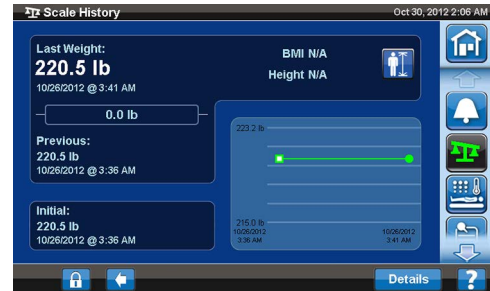 Scale History
Oct 30, 2012 2:06 AM
Last Weight:
220.5 lb
10/26/2012 @ 3:41 AM
BMI N/A
Height N/A
0.0 lb
Previous:
220.5 lb
10/26/2012 @ 3:36 AM
Initial:
220.5 lb
10/26/2012 @ 3:36 AM
223.2 lb
215.0 lb
10/26/2012
3:36 AM
10/26/2012
3:41 AM
Details
?